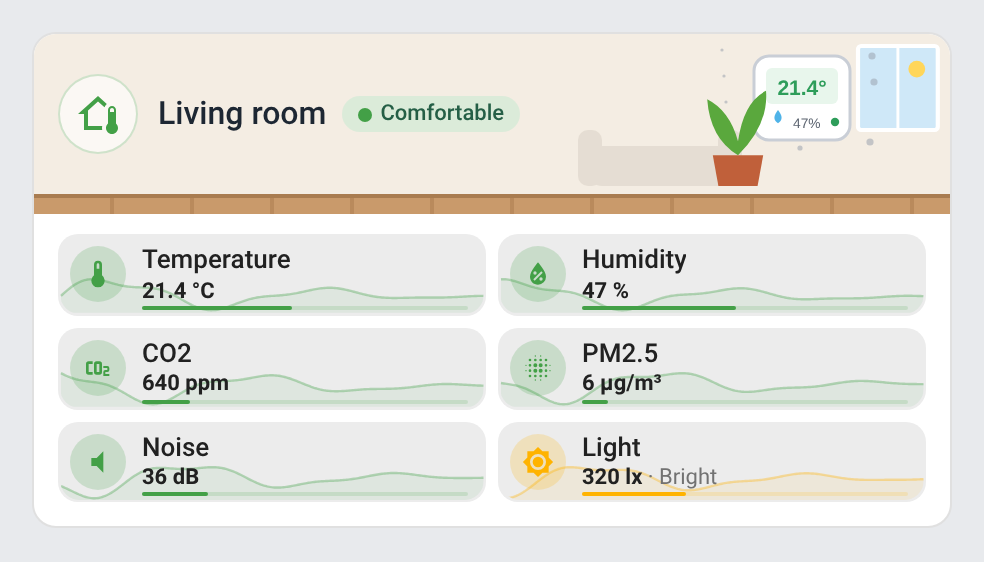 Living room
Comfortable
21.4°
47%
Temperature
21.4 °C
Humidity
47 %
CO2
CO2
640 ppm
PM2.5
6 µg/m³
Noise
36 dB
Light
320 lx · Bright